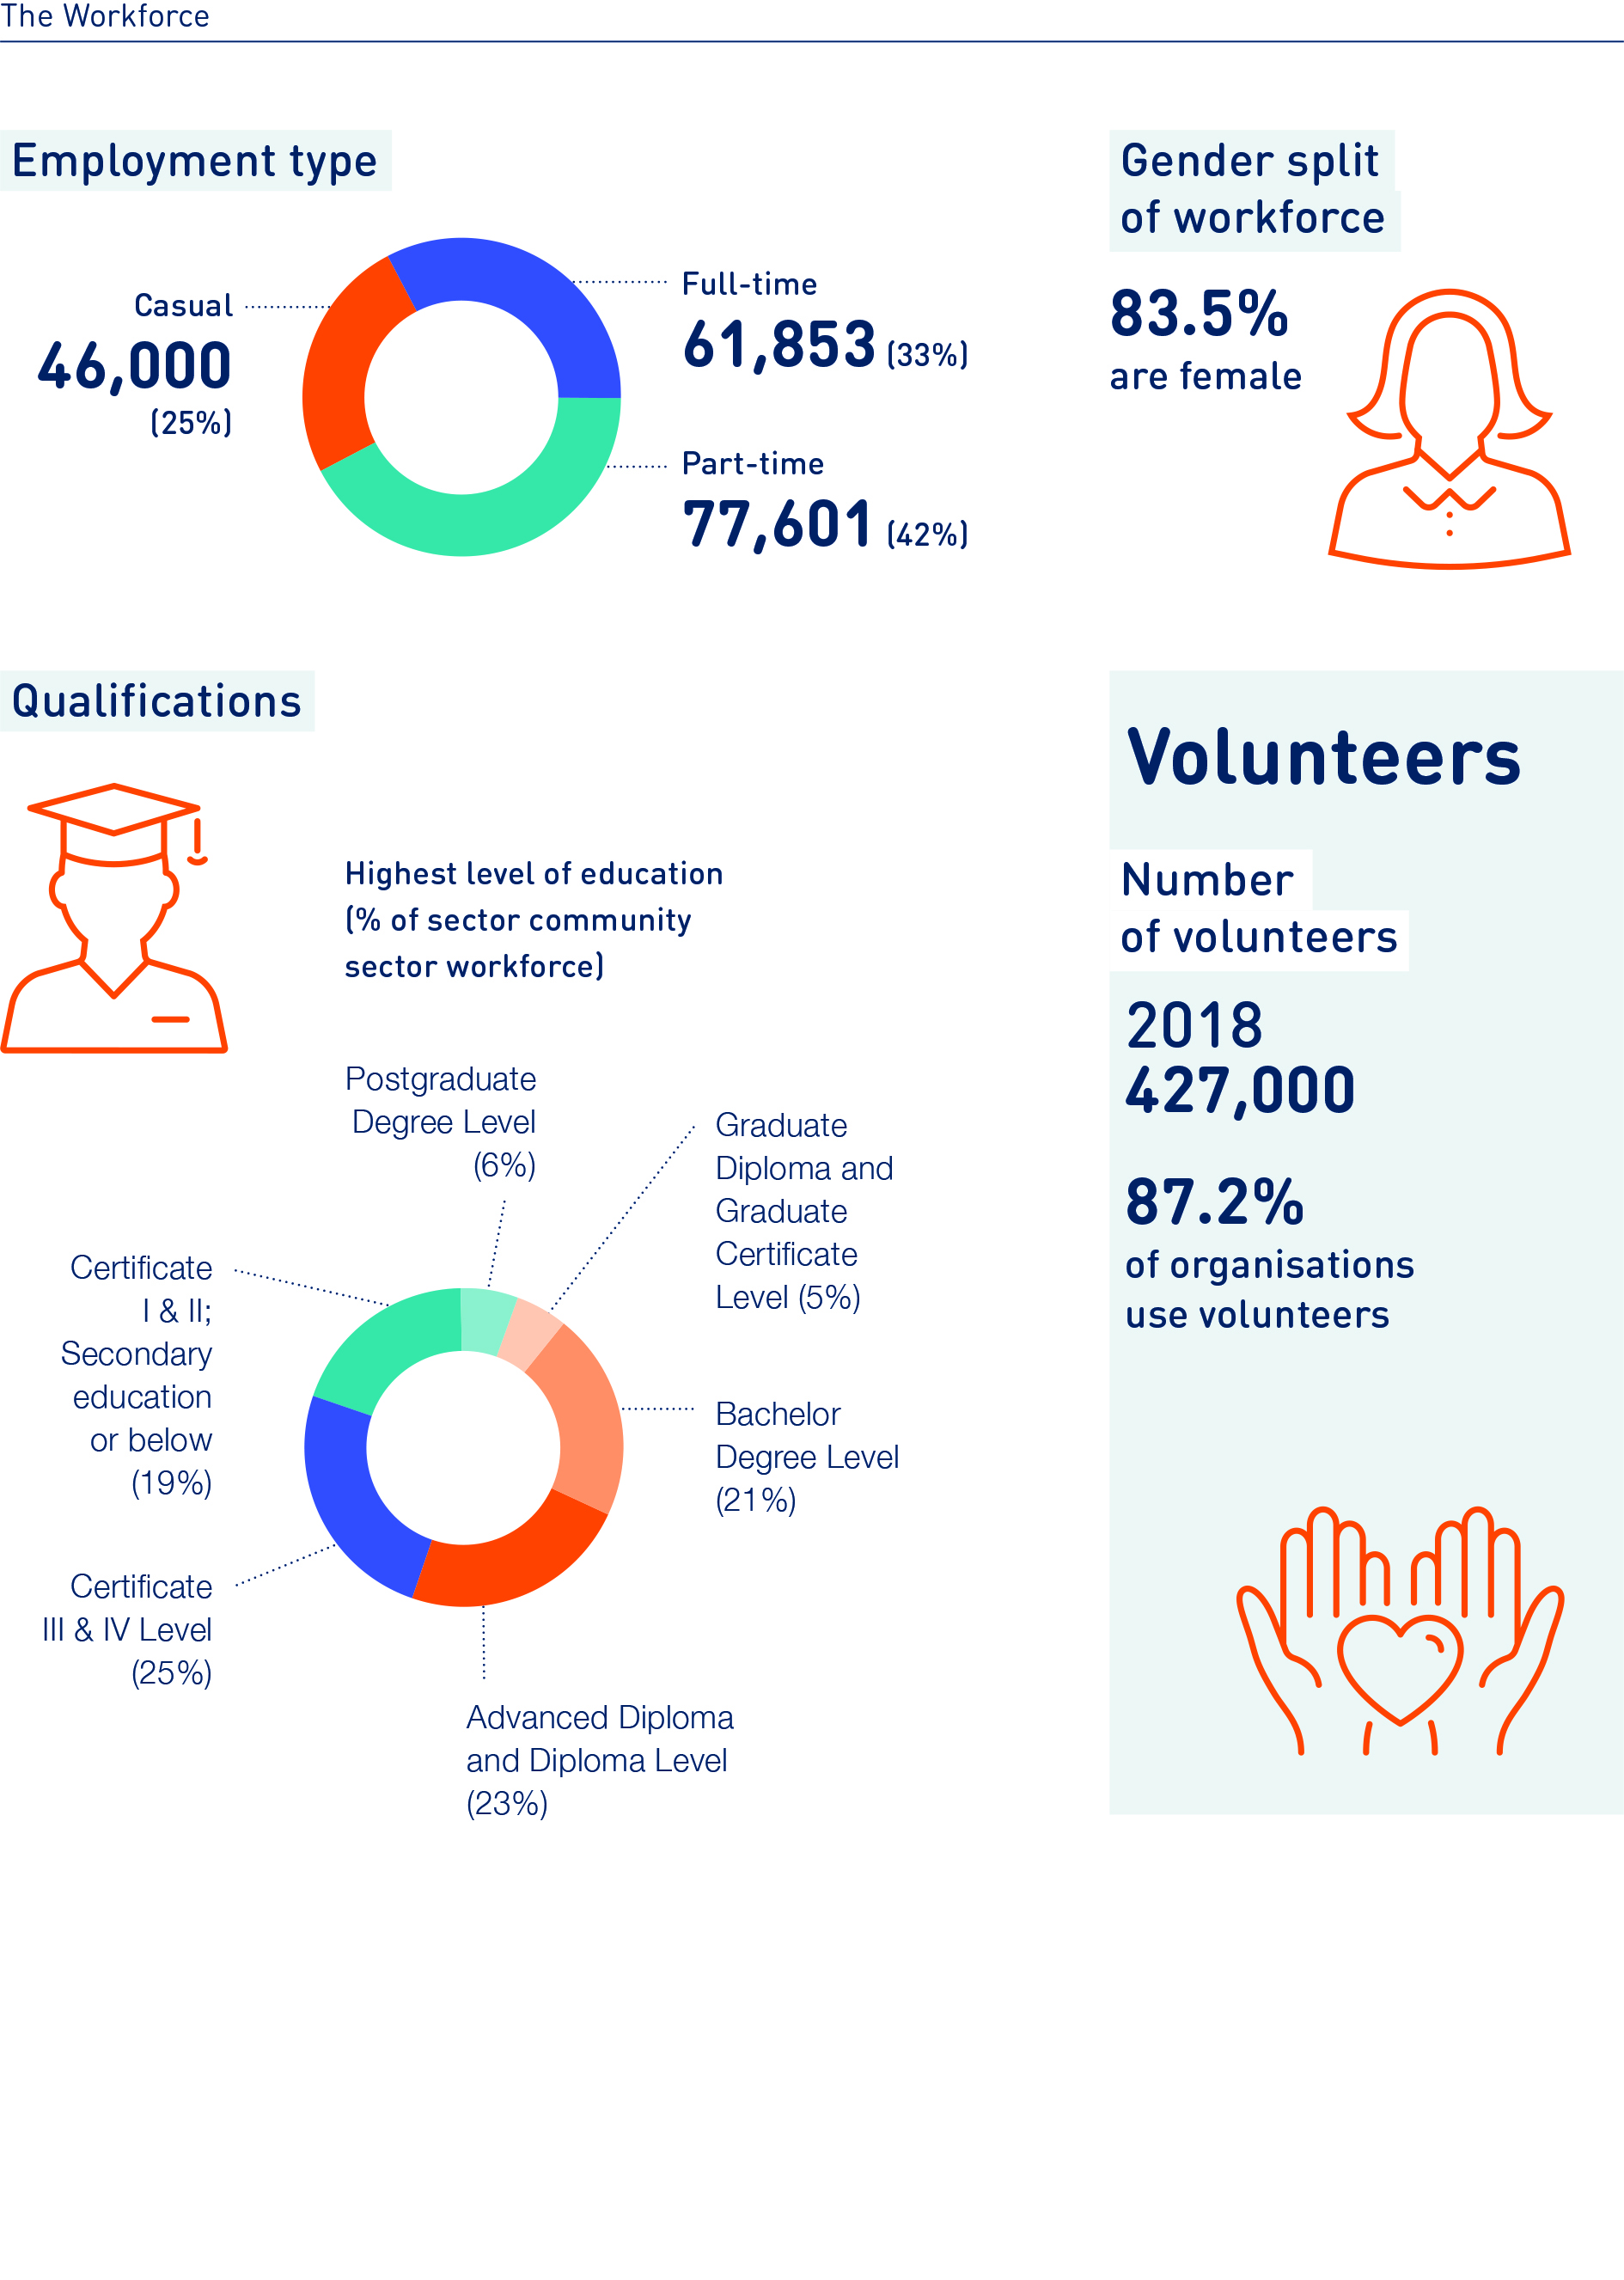 The Workforce
Employment type
Casual
46,000
(25%)
Full-time
61,853 (33%)
Part-time
77,601 (42%)
Gender split
of workforce
83.5%
are female
Qualifications
Highest level of education
(% of sector community
sector workforce)
Postgraduate
Degree Level
(6%)
Graduate
Diploma and
Graduate
Certificate
Level (5%)
Certificate
I & II;
Secondary
education
or below
(19%)
Bachelor
Degree Level
(21%)
Certificate
III & IV Level
(25%)
Advanced Diploma
and Diploma Level
(23%)
Volunteers
Number
of volunteers
2018
427,000
87.2%
of organisations
use volunteers